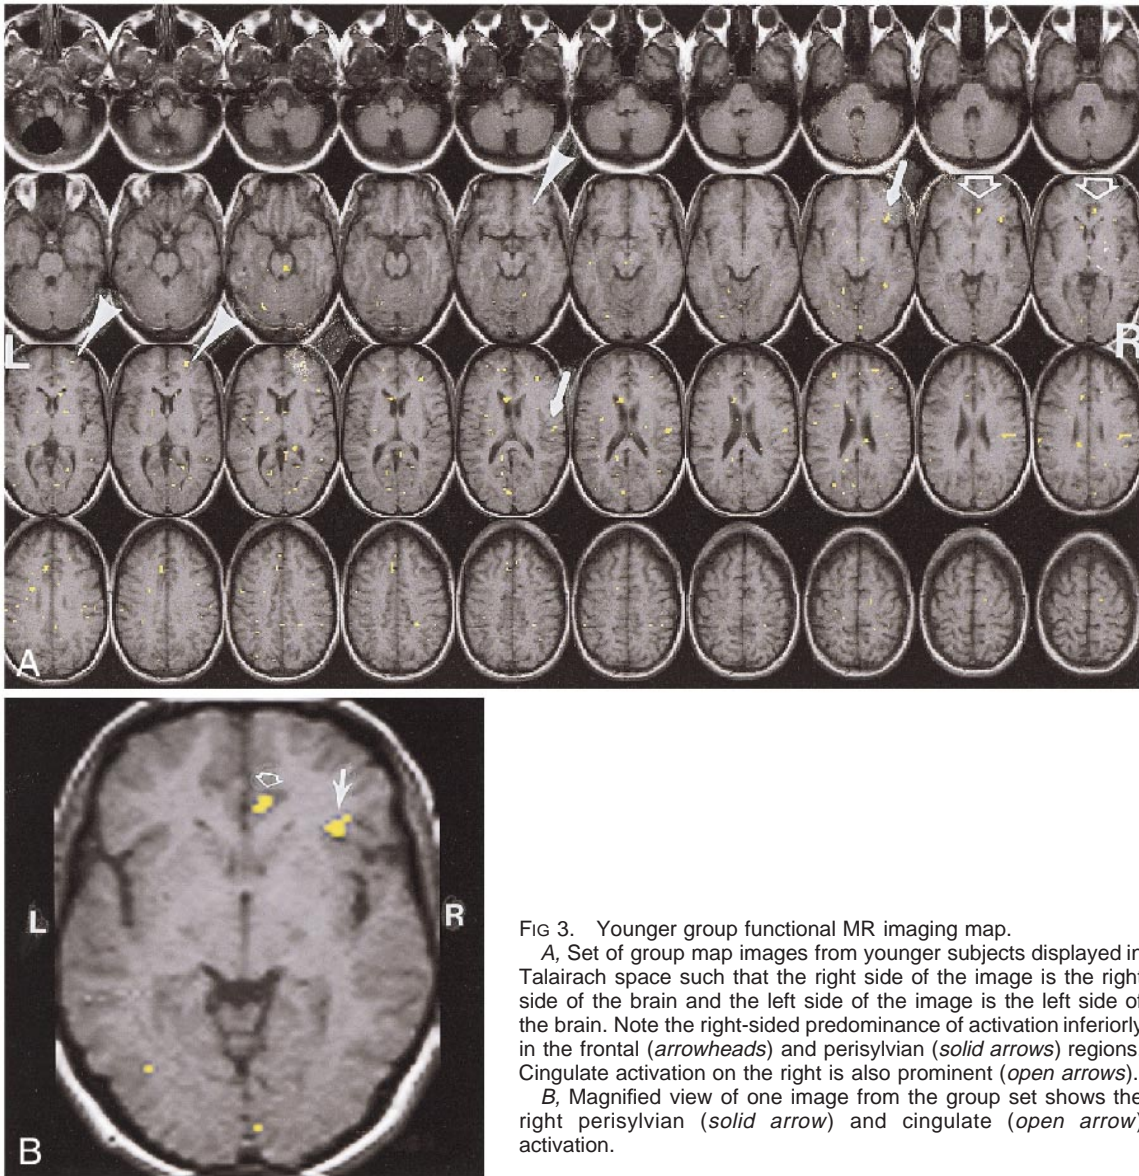 L
R
A
L
R
B
FIG 3. Younger group functional MR imaging map.
A, Set of group map images from younger subjects displayed in
Talairach space such that the right side of the image is the right
side of the brain and the left side of the image is the left side of
the brain. Note the right-sided predominance of activation inferiorly
in the frontal (arrowheads) and perisylvian (solid arrows) regions.
Cingulate activation on the right is also prominent (open arrows).
B, Magnified view of one image from the group set shows the
right perisylvian (solid arrow) and cingulate (open arrow)
activation.